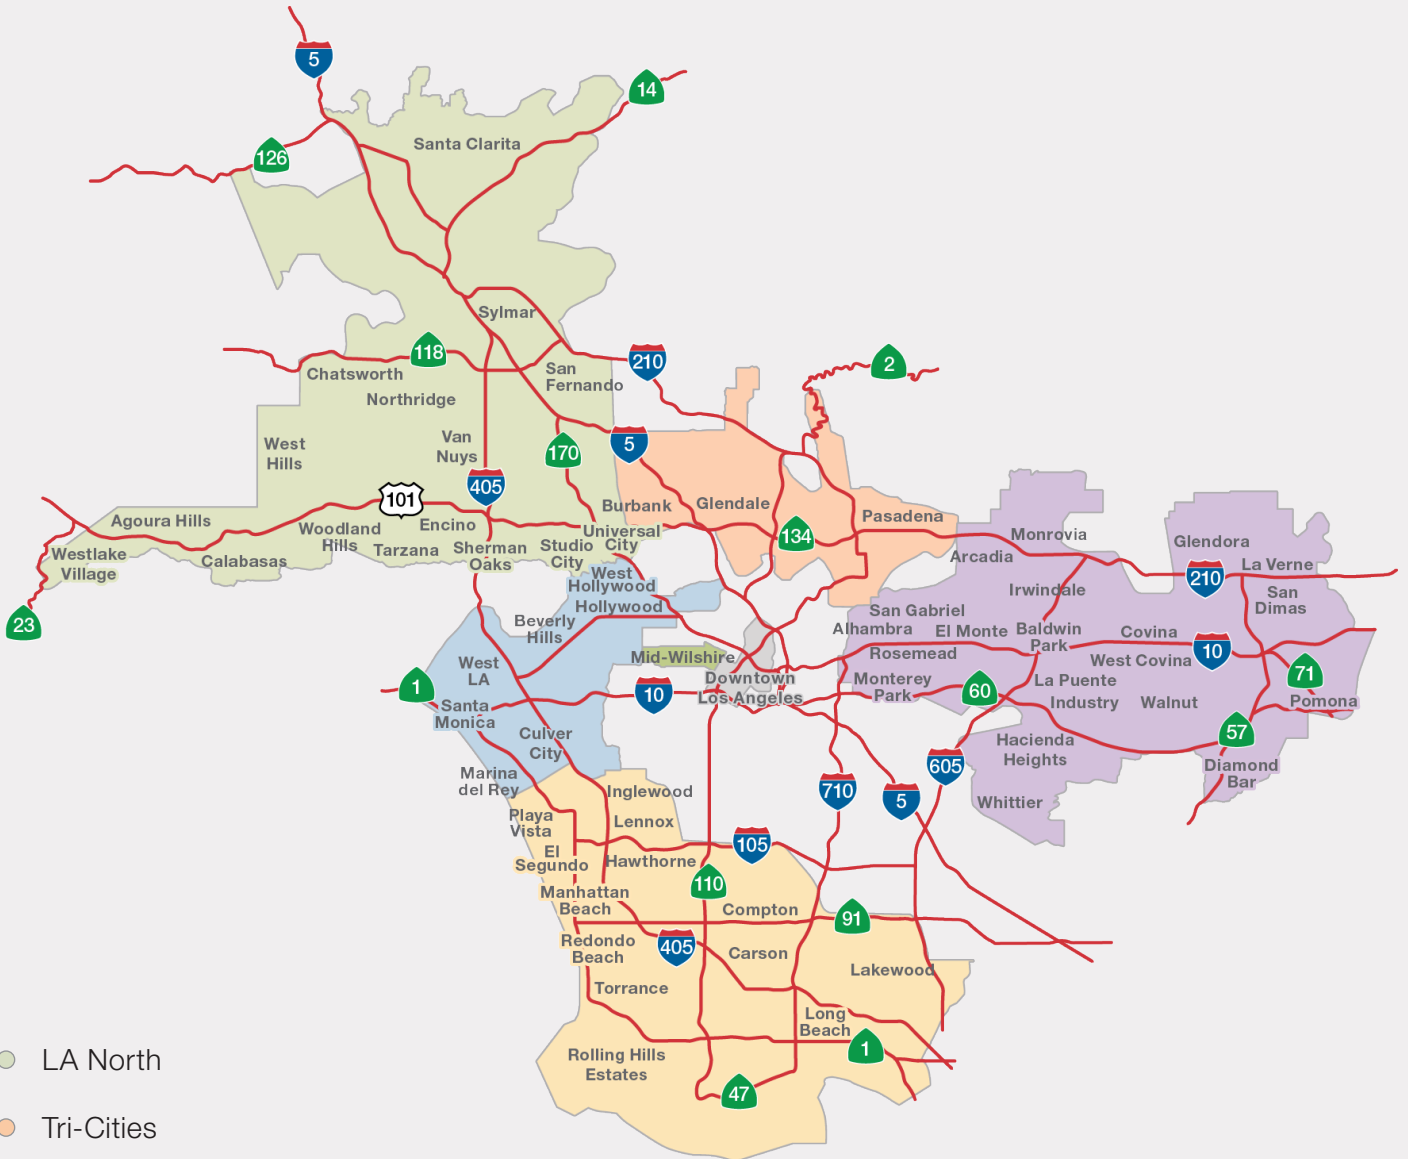 5
14
126
Santa Clarita
Sylmar
118
210
2
Chatsworth
San
Fernando
Northridge
West
Hills
Van
Nuys
170
5
405
101
Burbank
Glendale
Pasadena
134
Agoura Hills
Woodland
Hills
Encino
Tarzana
Sherman
Oaks
Studio
City
Universal
City
Westlake
Village
Calabasas
23
Monrovia
Arcadia
Glendora
La Verne
210
Irwindale
San
Dimas
West
Hollywood
Hollywood
Beverly
Hills
San Gabriel
Alhambra
El Monte
Baldwin
Park
Covina
Rosemead
West Covina
10
Mid-Wilshire
West
LA
Downtown
Los Angeles
Monterey
Park
60
La Puente
71
1
10
Industry
Walnut
Pomona
Santa
Monica
Culver
City
57
Hacienda
Heights
605
Diamond
Bar
Marina
del Rey
Inglewood
710
5
Whittier
Playa
Vista
Lennox
105
El
Segundo
Hawthorne
110
Manhattan
Beach
Compton
91
Redondo
Beach
405
Carson
Lakewood
Torrance
Long
Beach
1
Rolling Hills
Estates
47
LA North
Tri-Cities